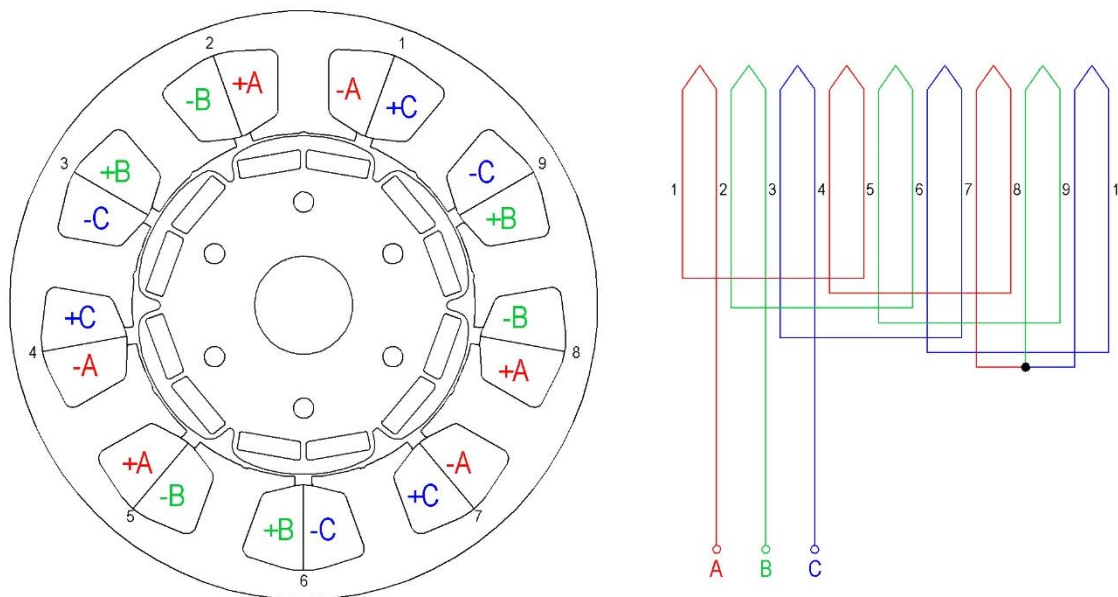 2 1
+A -A
-B +C
3 9
+B -C
-C +B
+C -B
4 8
-A +A
+A -A
-B +C
5 7
+B -C
6
1 2 3 4 5 6 7 8 9 1
A B C